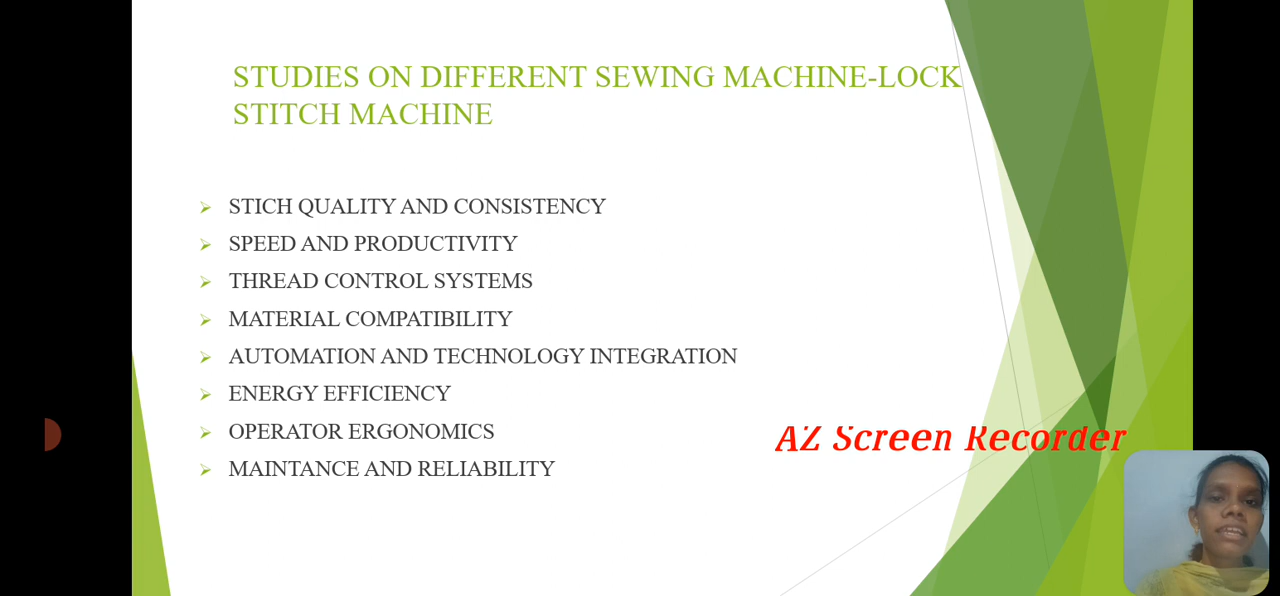 STUDIES ON DIFFERENT SEWING MACHINE-LOCK
STITCH MACHINE
STICH QUALITY AND CONSISTENCY
SPEED AND PRODUCTIVITY
THREAD CONTROL SYSTEMS
MATERIAL COMPATIBILITY
AUTOMATION AND TECHNOLOGY INTEGRATION
ENERGY EFFICIENCY
OPERATOR ERGONOMICS
MAINTANCE AND RELIABILITY
AZ Screen Recorder